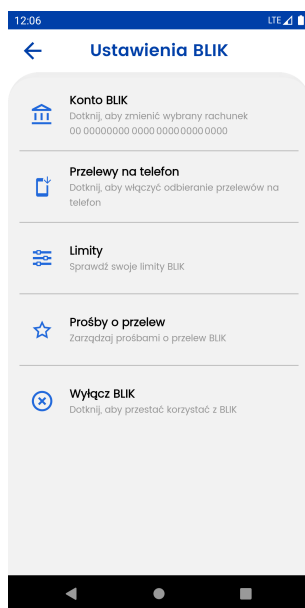 12:06 LTE
Ustawienia BLIK
Konto BLIK
Dotknij, aby zmienić wybrany rachunek
00 00000000 0000 0000 0000 0000
Przelewy na telefon
Dotknij, aby włączyć odbieranie przelewów na
telefon
Limity
Sprawdź swoje limity BLIK
Prośby o przelew
Zarządzaj prośbami o przelew BLIK
Wyłącz BLIK
Dotknij, aby przestać korzystać z BLIK